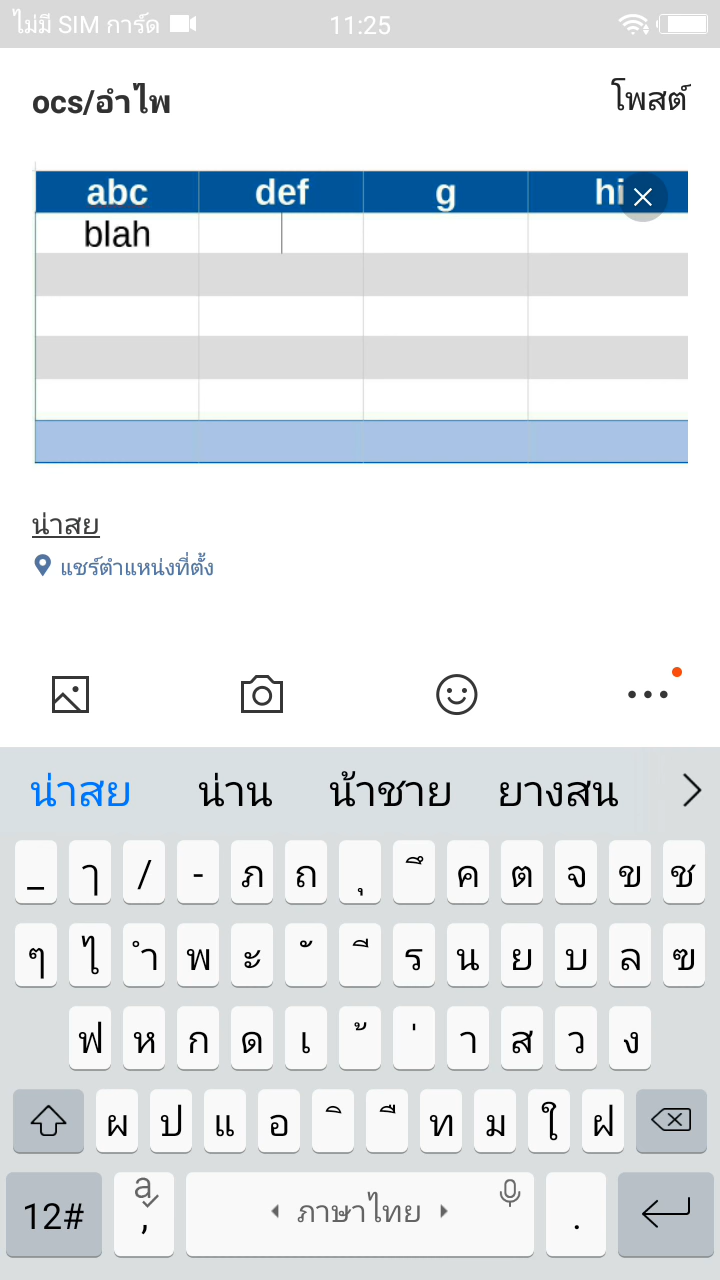 ไม่มี SIM การ์ด 11:25
ocs/อำไพ โพสต์
abc def g hi
blah
น่าสย
แชร์ตำแหน่งที่ตั้ง
น่าสย น่าน น้าชาย ยางสน
_ ๅ / - ภ ถ ุ ึ ค ต จ ข ช
ๆ ไ ำ พ ะ ั ี ร น ย บ ล ฃ
ฟ ห ก ด เ ้ ่ า ส ว ง
ผ ป แ อ ิ ื ท ม ใ ฝ
12# a , ภาษาไทย .